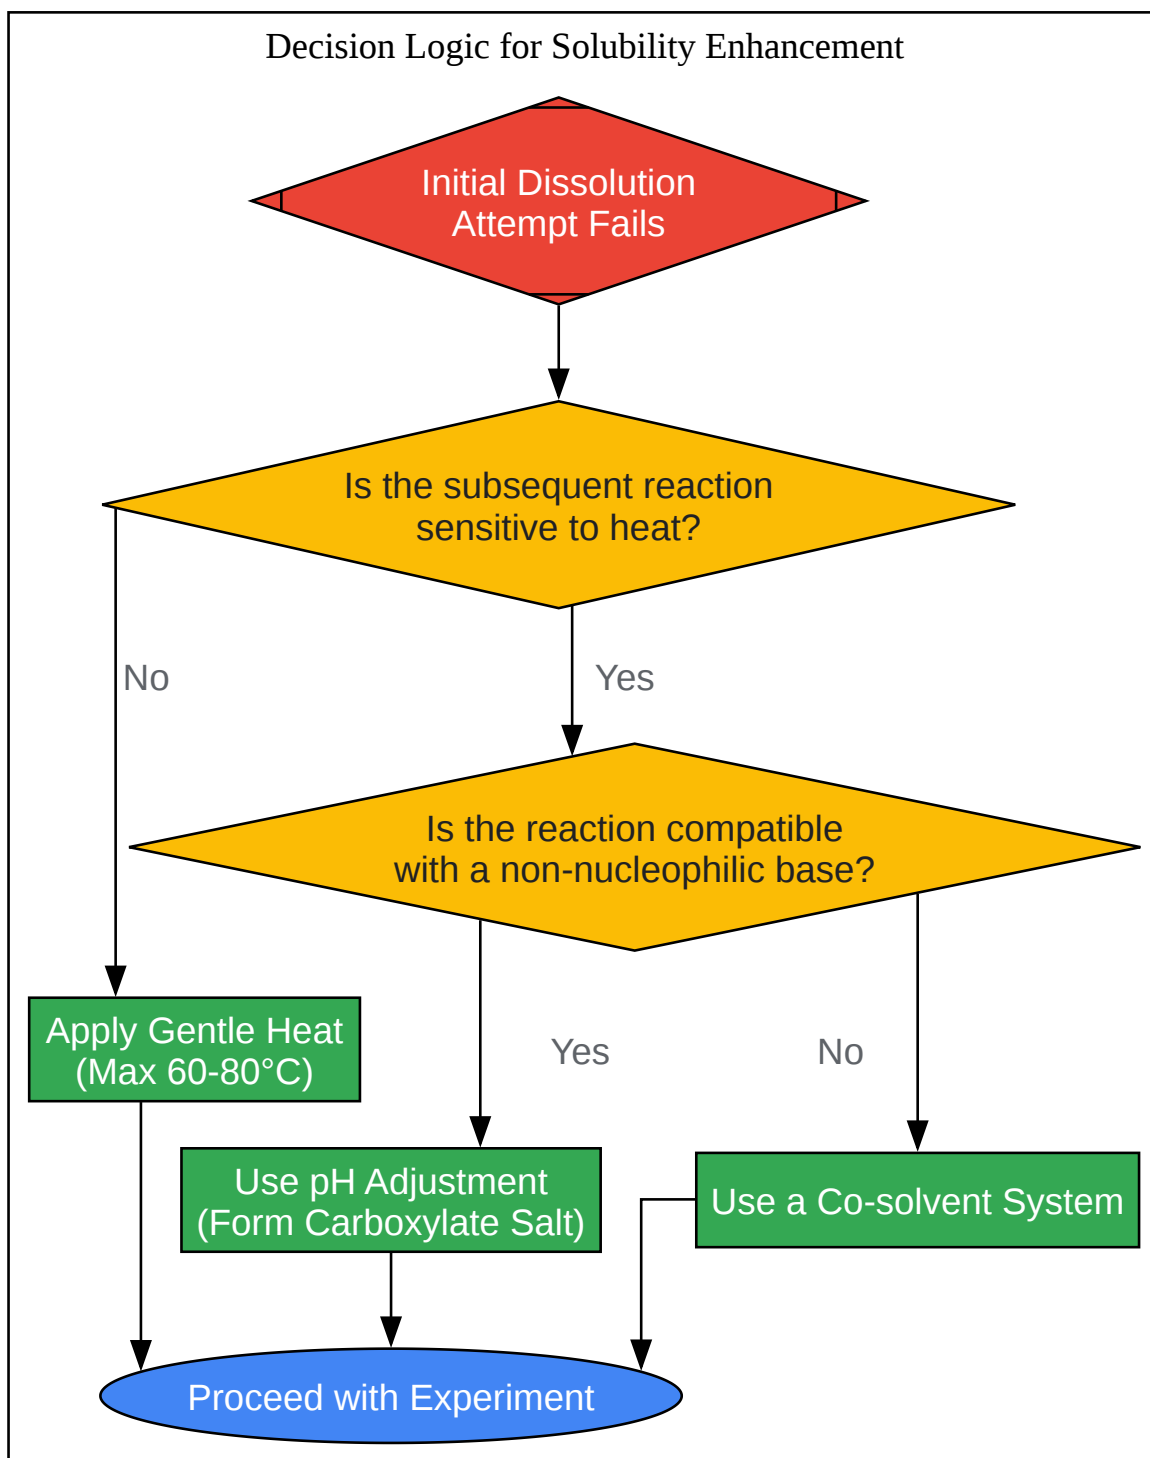 Decision Logic for Solubility Enhancement
Initial Dissolution
Attempt Fails
Is the subsequent reaction
sensitive to heat?
No
Yes
Is the reaction compatible
with a non-nucleophilic base?
Apply Gentle Heat
(Max 60-80°C)
Yes
No
Use pH Adjustment
(Form Carboxylate Salt)
Use a Co-solvent System
Proceed with Experiment